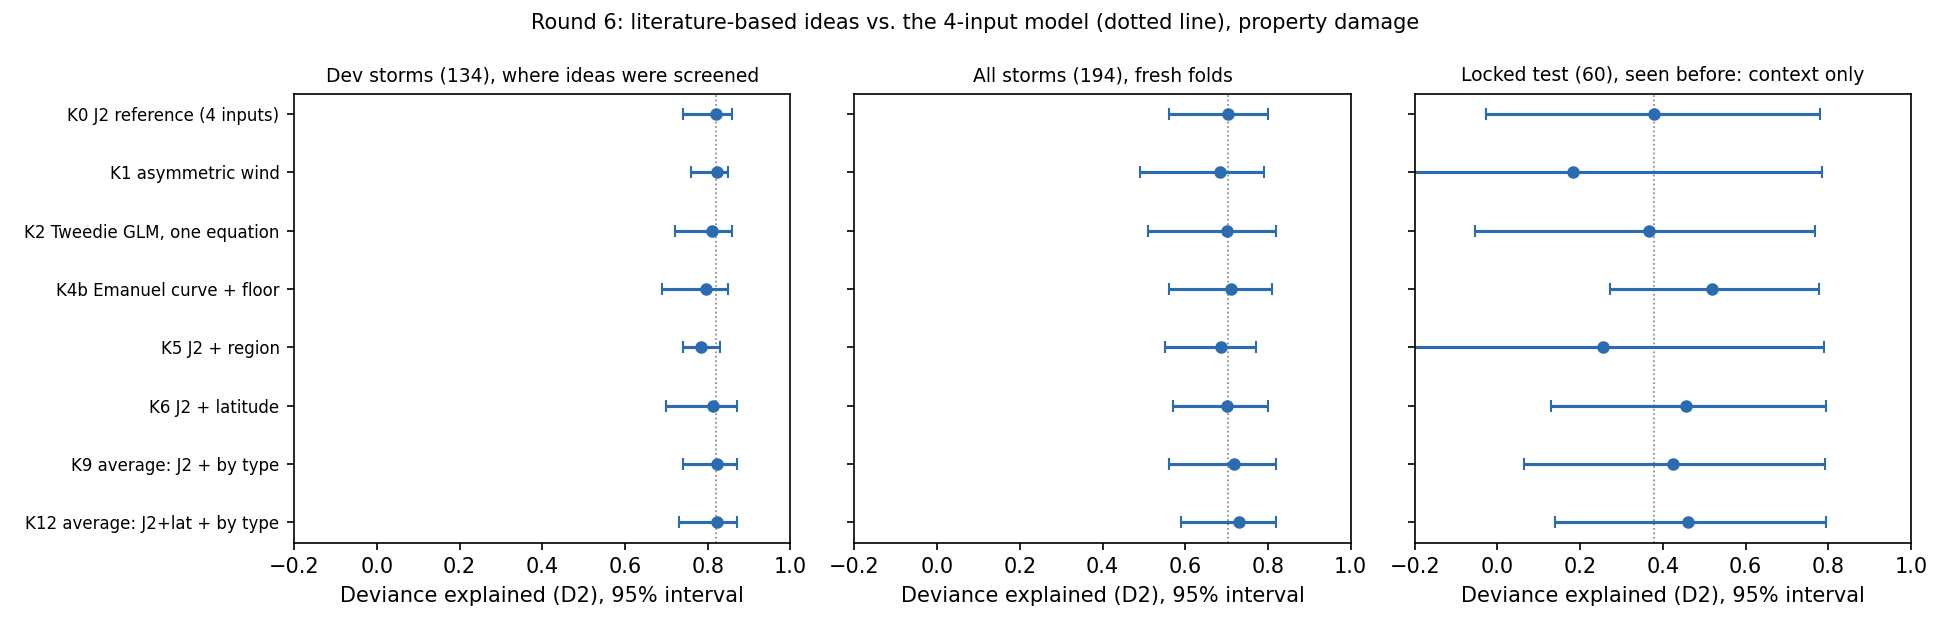 Round 6: literature-based ideas vs. the 4-input model (dotted line), property damage
Dev storms (134), where ideas were screened
All storms (194), fresh folds
Locked test (60), seen before: context only
K0 J2 reference (4 inputs)
K1 asymmetric wind
K2 Tweedie GLM, one equation
K4b Emanuel curve + floor
K5 J2 + region
K6 J2 + latitude
K9 average: J2 + by type
K12 average: J2+lat + by type
−0.2 0.0 0.2 0.4 0.6 0.8 1.0
−0.2 0.0 0.2 0.4 0.6 0.8 1.0
−0.2 0.0 0.2 0.4 0.6 0.8 1.0
Deviance explained (D2), 95% interval
Deviance explained (D2), 95% interval
Deviance explained (D2), 95% interval